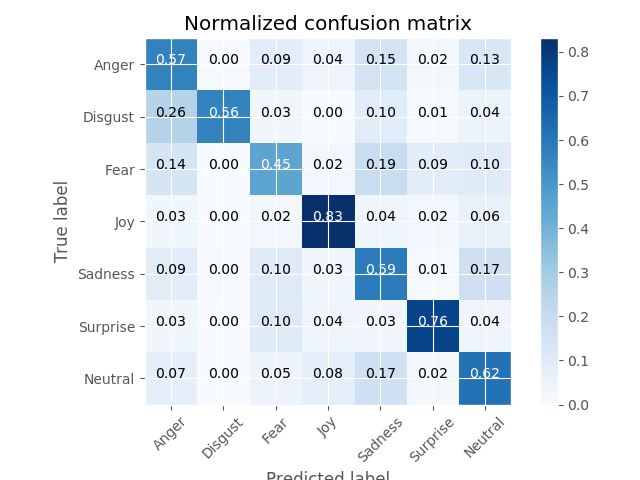 Normalized confusion matrix
True label
Anger 0.57 0.00 0.09 0.04 0.15 0.02 0.13
Disgust 0.26 0.56 0.03 0.00 0.10 0.01 0.04
Fear 0.14 0.00 0.45 0.02 0.19 0.09 0.10
Joy 0.03 0.00 0.02 0.83 0.04 0.02 0.06
Sadness 0.09 0.00 0.10 0.03 0.59 0.01 0.17
Surprise 0.03 0.00 0.10 0.04 0.03 0.76 0.04
Neutral 0.07 0.00 0.05 0.08 0.17 0.02 0.62
Anger Disgust Fear Joy Sadness Surprise Neutral
Predicted label
0.8
0.7
0.6
0.5
0.4
0.3
0.2
0.1
0.0